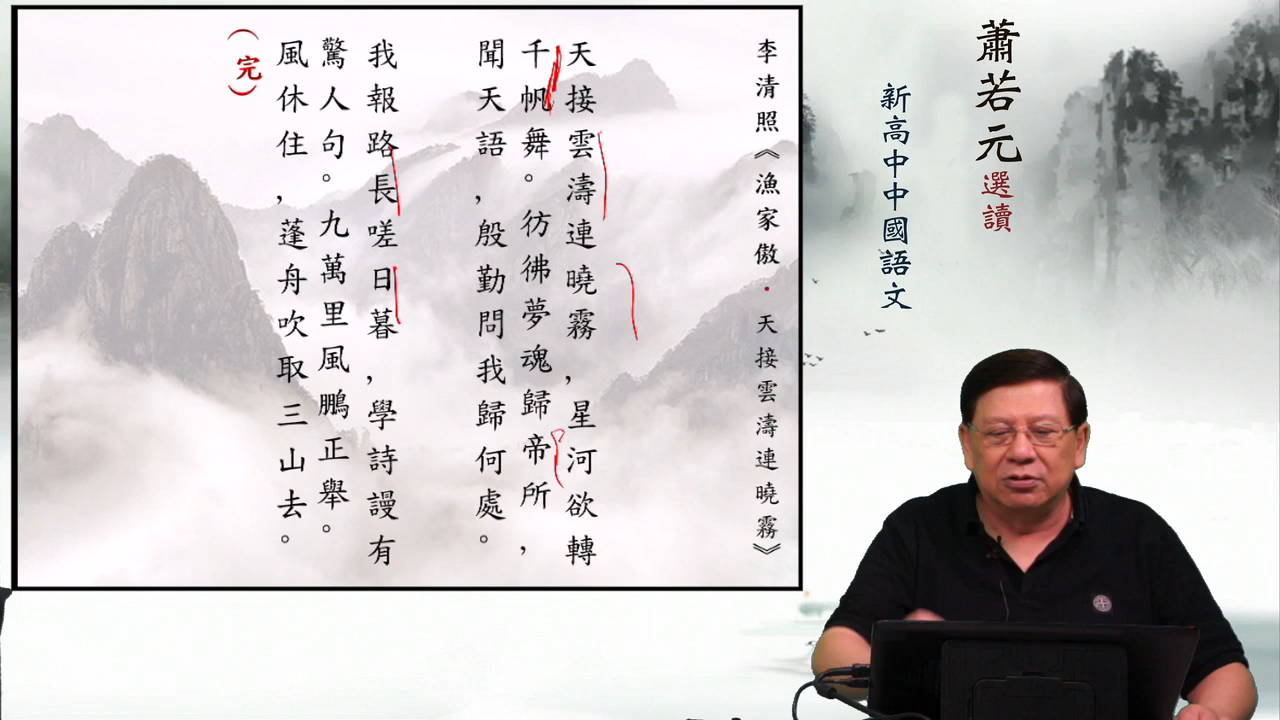 蕭若元
選讀
新高中中國語文
李清照《漁家傲·天接雲濤連曉霧》
天接雲濤連曉霧,星河欲轉
千帆舞。彷彿夢魂歸帝所,
聞天語,殷勤問我歸何處。
我報路長嗟日暮,學詩謾有
驚人句。九萬里風鵬正舉。
風休住,蓬舟吹取三山去。
(完)